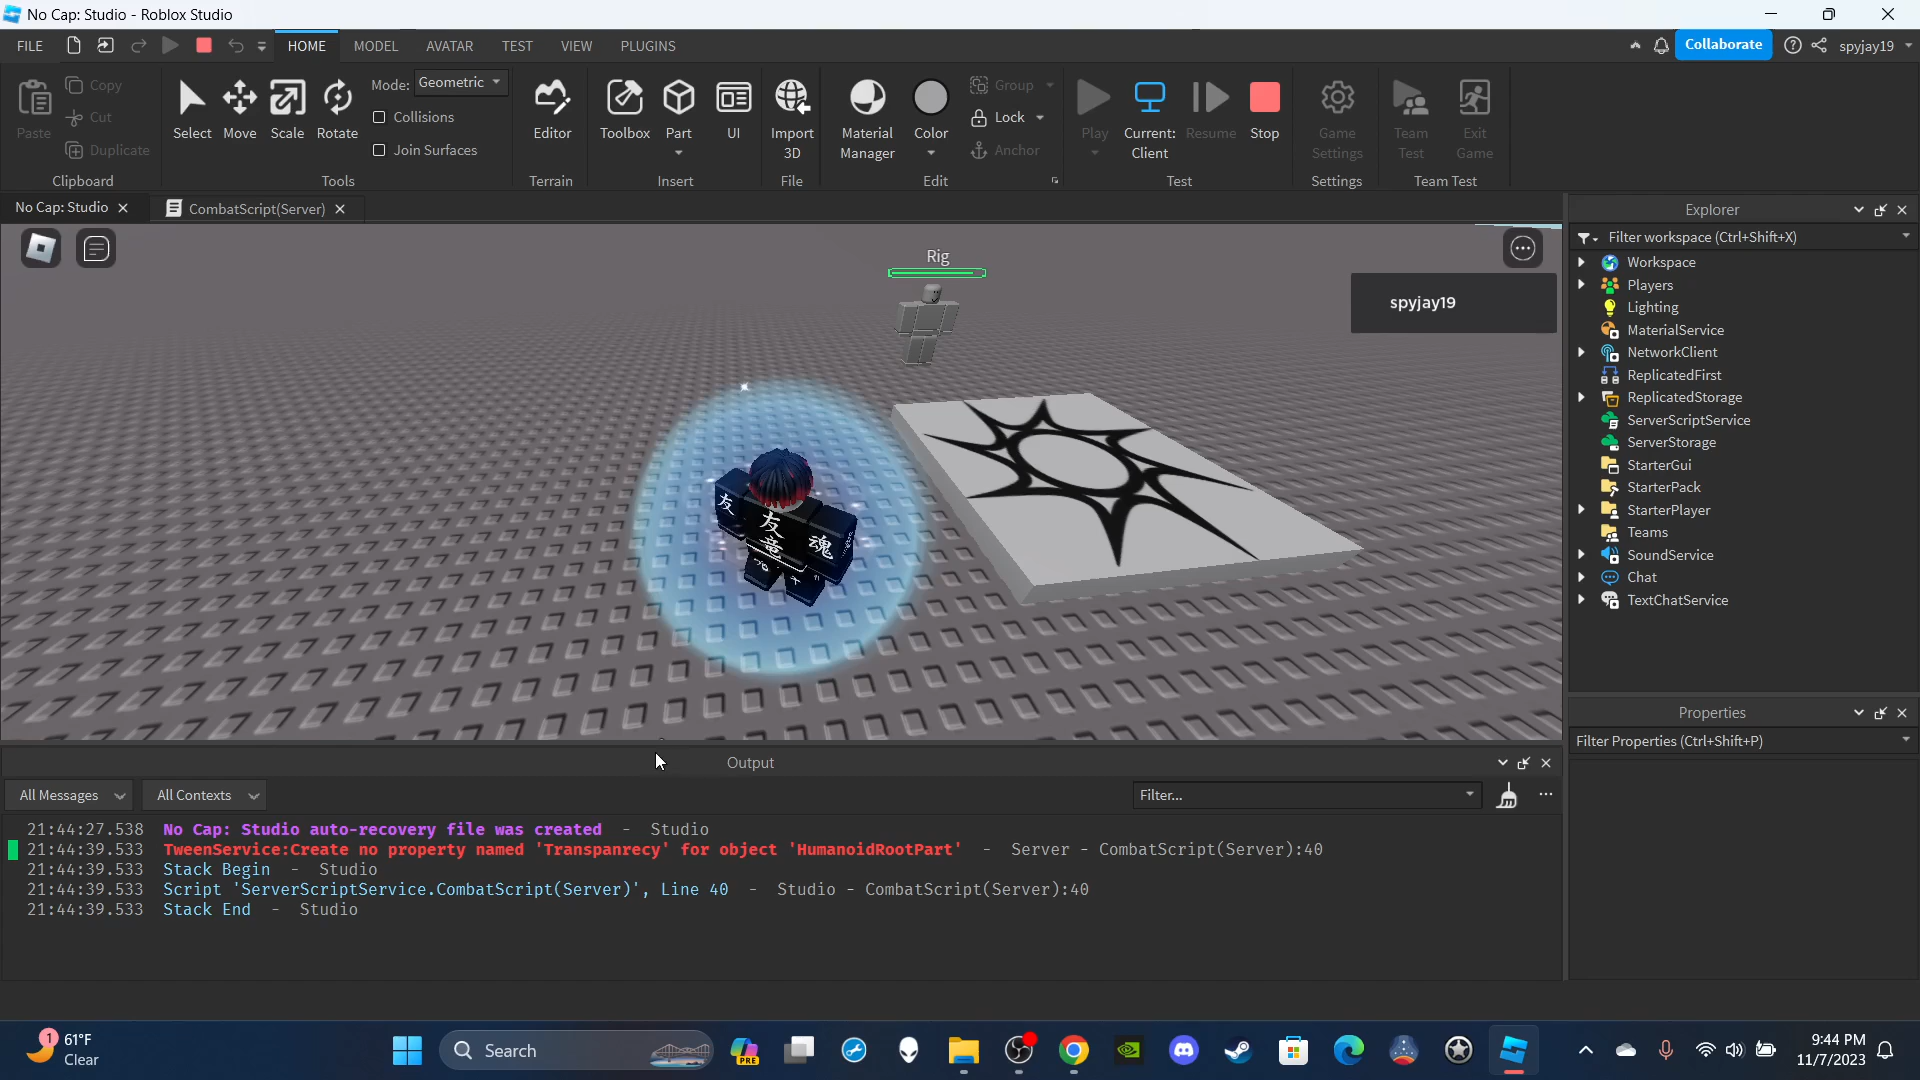 No Cap: Studio - Roblox Studio
FILE HOME MODEL AVATAR TEST VIEW PLUGINS Collaborate spyjay19
Paste Copy Cut Duplicate
Clipboard
Select Move Scale Rotate
Mode: Geometric
Collisions
Join Surfaces
Tools
Editor
Terrain
Toolbox Part UI
Insert
Import 3D
File
Material Manager Color
Group
Lock
Anchor
Edit
Play Current: Client Resume Stop
Test
Game Settings
Settings
Team Test Exit Game
Team Test
No Cap: Studio CombatScript(Server)
Rig
spyjay19
友
友
竜
魂
Explorer
Filter workspace (Ctrl+Shift+X)
Workspace
Players
Lighting
MaterialService
NetworkClient
ReplicatedFirst
ReplicatedStorage
ServerScriptService
ServerStorage
StarterGui
StarterPack
StarterPlayer
Teams
SoundService
Chat
TextChatService
Properties
Filter Properties (Ctrl+Shift+P)
Output
All Messages All Contexts Filter...
21:44:27.538 No Cap: Studio auto-recovery file was created - Studio
21:44:39.533 TweenService:Create no property named 'Transpanrecy' for object 'HumanoidRootPart' - Server - CombatScript(Server):40
21:44:39.533 Stack Begin - Studio
21:44:39.533 Script 'ServerScriptService.CombatScript(Server)', Line 40 - Studio - CombatScript(Server):40
21:44:39.533 Stack End - Studio
1
61°F
Clear
Search
PRE
9:44 PM
11/7/2023